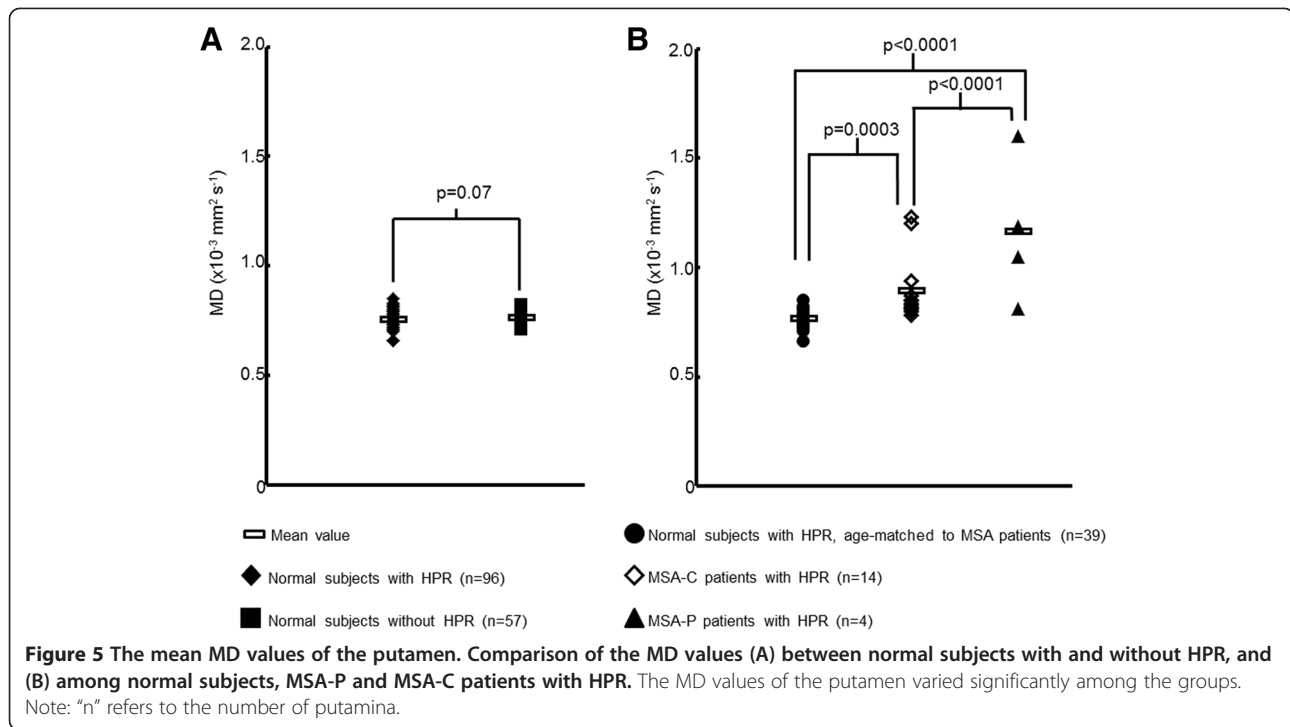 A
2.0
1.5
1.0
0.5
0
MD (x10-3 mm2 s-1)
p=0.07
B
2.0
1.5
1.0
0.5
0
MD (x10-3 mm2 s-1)
p<0.0001
p<0.0001
p=0.0003
Mean value
Normal subjects with HPR (n=96)
Normal subjects without HPR (n=57)
Normal subjects with HPR, age-matched to MSA patients (n=39)
MSA-C patients with HPR (n=14)
MSA-P patients with HPR (n=4)
Figure 5 The mean MD values of the putamen. Comparison of the MD values (A) between normal subjects with and without HPR, and
(B) among normal subjects, MSA-P and MSA-C patients with HPR. The MD values of the putamen varied significantly among the groups.
Note: “n” refers to the number of putamina.